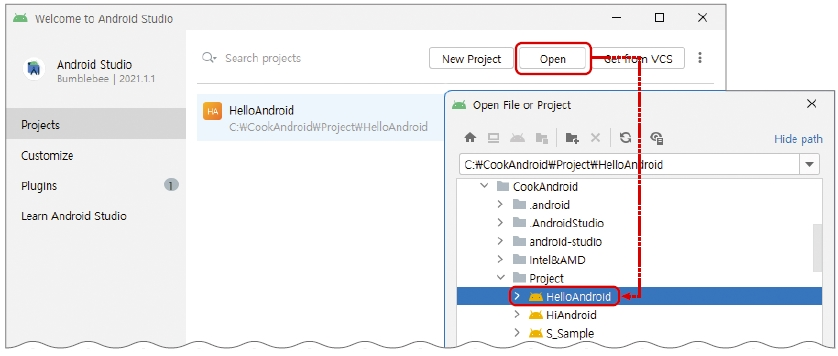 Welcome to Android Studio
Android Studio
Bumblebee | 2021.1.1
Search projects
New Project
Open
Get from VCS
HA
HelloAndroid
C:₩CookAndroid₩Project₩HelloAndroid
Projects
Customize
Plugins
1
Learn Android Studio
Open File or Project
Hide path
C:₩CookAndroid₩Project₩HelloAndroid
CookAndroid
.android
.AndroidStudio
android-studio
Intel&AMD
Project
HelloAndroid
HiAndroid
S_Sample